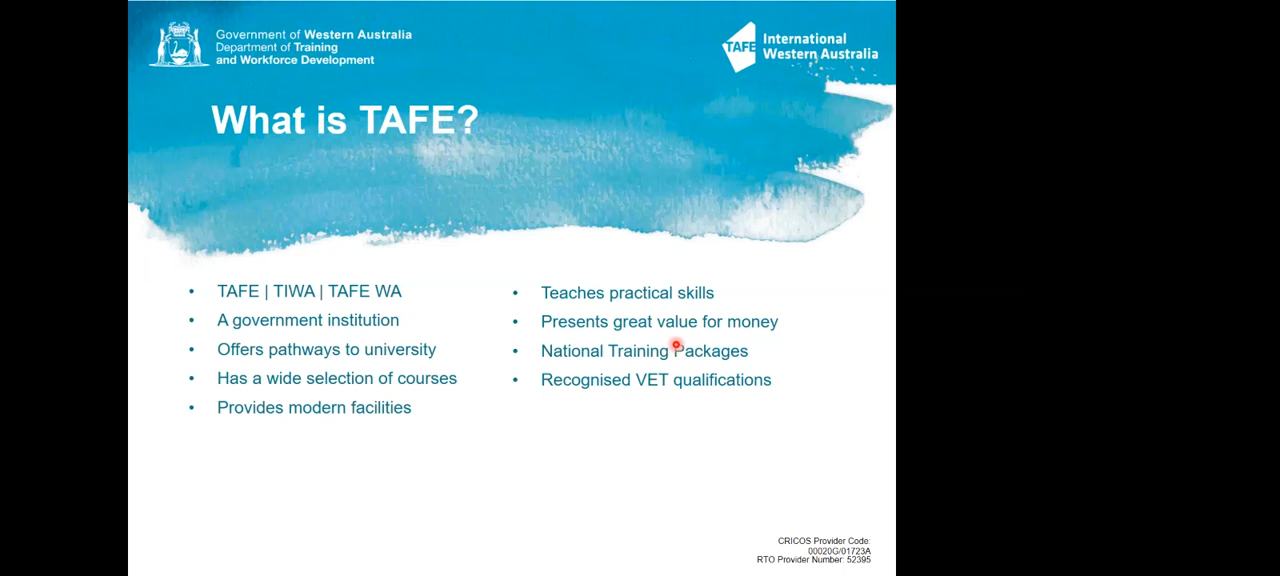 Government of Western Australia
Department of Training
and Workforce Development
TAFE
International
Western Australia
What is TAFE?
• TAFE | TIWA | TAFE WA
• A government institution
• Offers pathways to university
• Has a wide selection of courses
• Provides modern facilities
• Teaches practical skills
• Presents great value for money
• National Training Packages
• Recognised VET qualifications
CRICOS Provider Code:
00020G/01723A
RTO Provider Number: 52395